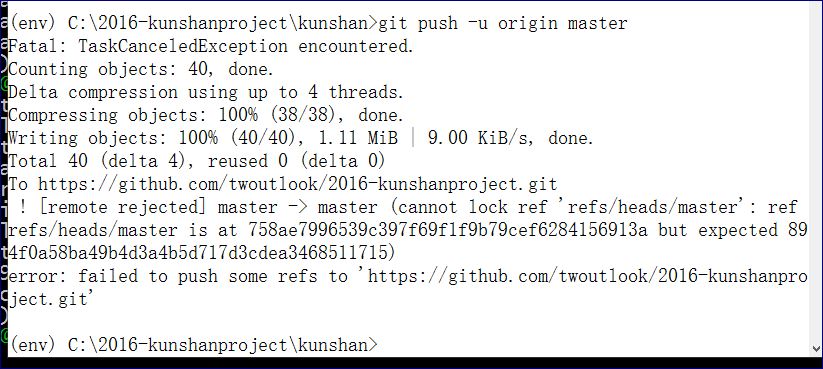 (env) C:\2016-kunshanproject\kunshan>git push -u origin master
Fatal: TaskCanceledException encountered.
Counting objects: 40, done.
Delta compression using up to 4 threads.
Compressing objects: 100% (38/38), done.
Writing objects: 100% (40/40), 1.11 MiB | 9.00 KiB/s, done.
Total 40 (delta 4), reused 0 (delta 0)
To https://github.com/twoutlook/2016-kunshanproject.git
 ! [remote rejected] master -> master (cannot lock ref 'refs/heads/master': ref
refs/heads/master is at 758ae7996539c397f69f1f9b79cef6284156913a but expected 89
4f0a58ba49b4d3a4b5d717d3cdea3468511715)
error: failed to push some refs to 'https://github.com/twoutlook/2016-kunshanpro
ject.git'
(env) C:\2016-kunshanproject\kunshan>